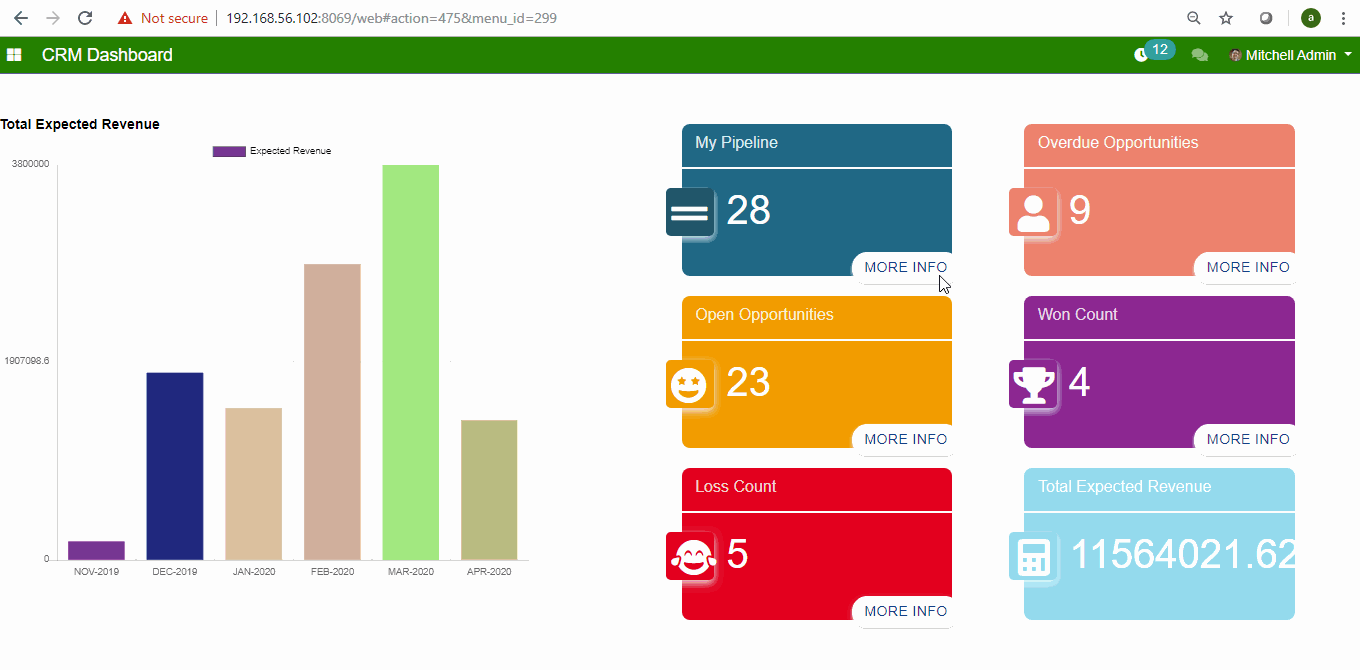 Not secure
192.168.56.102:8069/web#action=475&menu_id=299
a
CRM Dashboard
12
Mitchell Admin
Total Expected Revenue
Expected Revenue
3800000
1907098.6
0
NOV-2019
DEC-2019
JAN-2020
FEB-2020
MAR-2020
APR-2020
My Pipeline
28
MORE INFO
Overdue Opportunities
9
MORE INFO
Open Opportunities
23
MORE INFO
Won Count
4
MORE INFO
Loss Count
5
MORE INFO
Total Expected Revenue
11564021.62